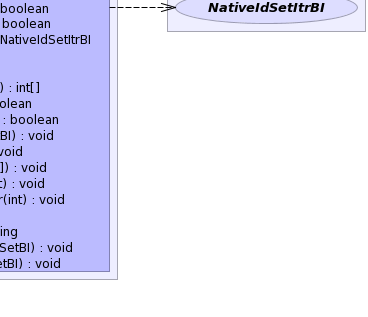 boolean
NativeIdSetItrBI
boolean
NativeIdSetItrBI
) : int[]
olean
: boolean
BI) : void
void
]) : void
t) : void
r(int) : void
ing
SetBI) : void
etBI) : void